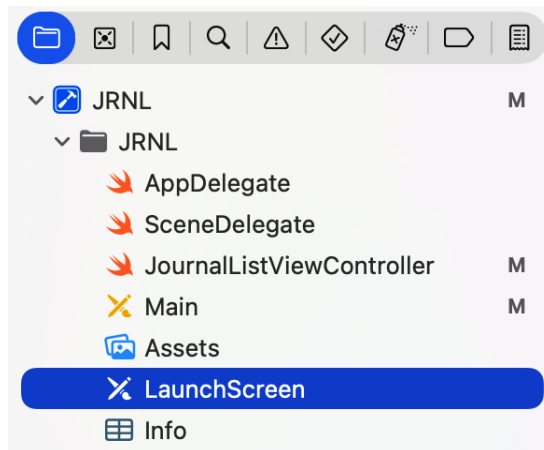 JRNL M
JRNL
AppDelegate
SceneDelegate
JournalListViewController M
Main M
Assets
LaunchScreen
Info